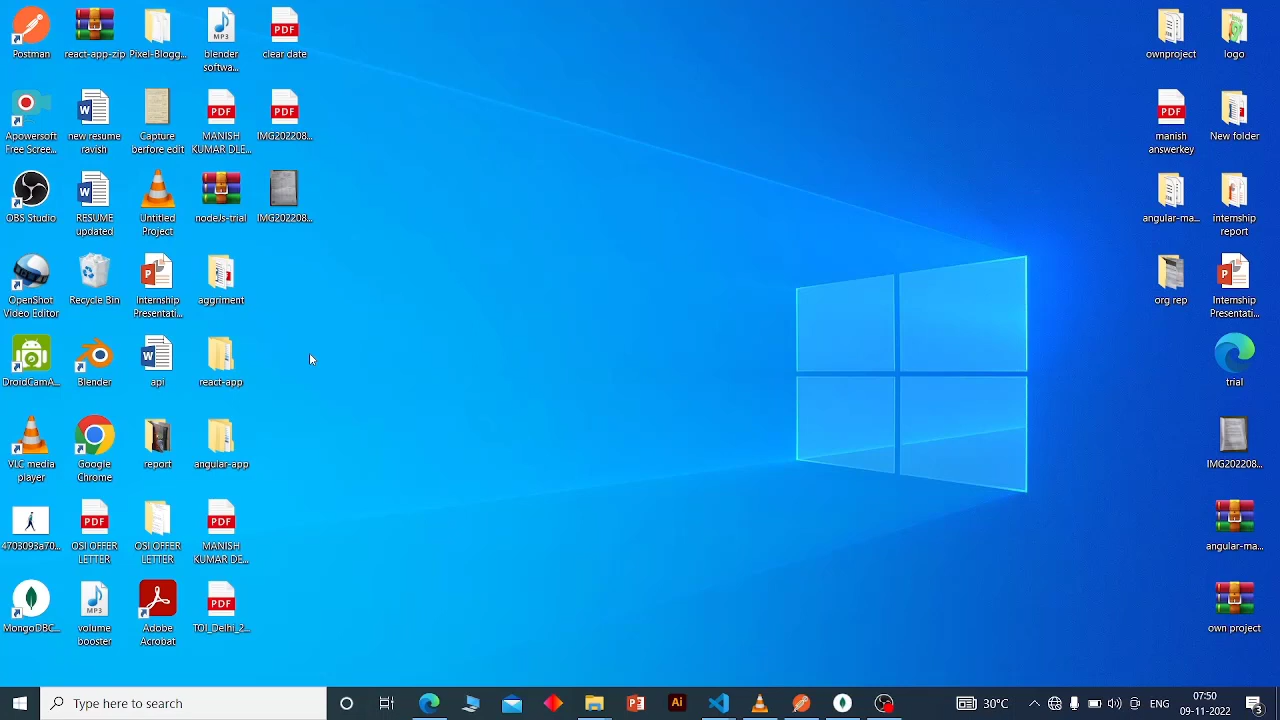 Postman
react-app-zip
Pixel-Blogg...
blender
softwa...
clear date
ownproject
logo
Apowersoft
Free Scree...
new resume
ravish
Capture
berfore edit
MANISH
KUMAR DLE...
IMG202208...
manish
answerkey
New folder
OBS Studio
RESUME
updated
Untitled
Project
nodeJs-trial
IMG202208...
angular-ma...
internship
report
OpenShot
Video Editor
Recycle Bin
Internship
Presentati...
aggriment
org rep
Internship
Presentati...
DroidCamA...
Blender
api
react-app
trial
VLC media
player
Google
Chrome
report
angular-app
IMG202208...
4703093a70...
OSI OFFER
LETTER
OSI OFFER
LETTER
MANISH
KUMAR DE...
angular-ma...
MongoDBC...
volume
booster
Adobe
Acrobat
TOI_Delhi_2...
own project
Type here to search
30°C
ENG
07:50
09-11-2022